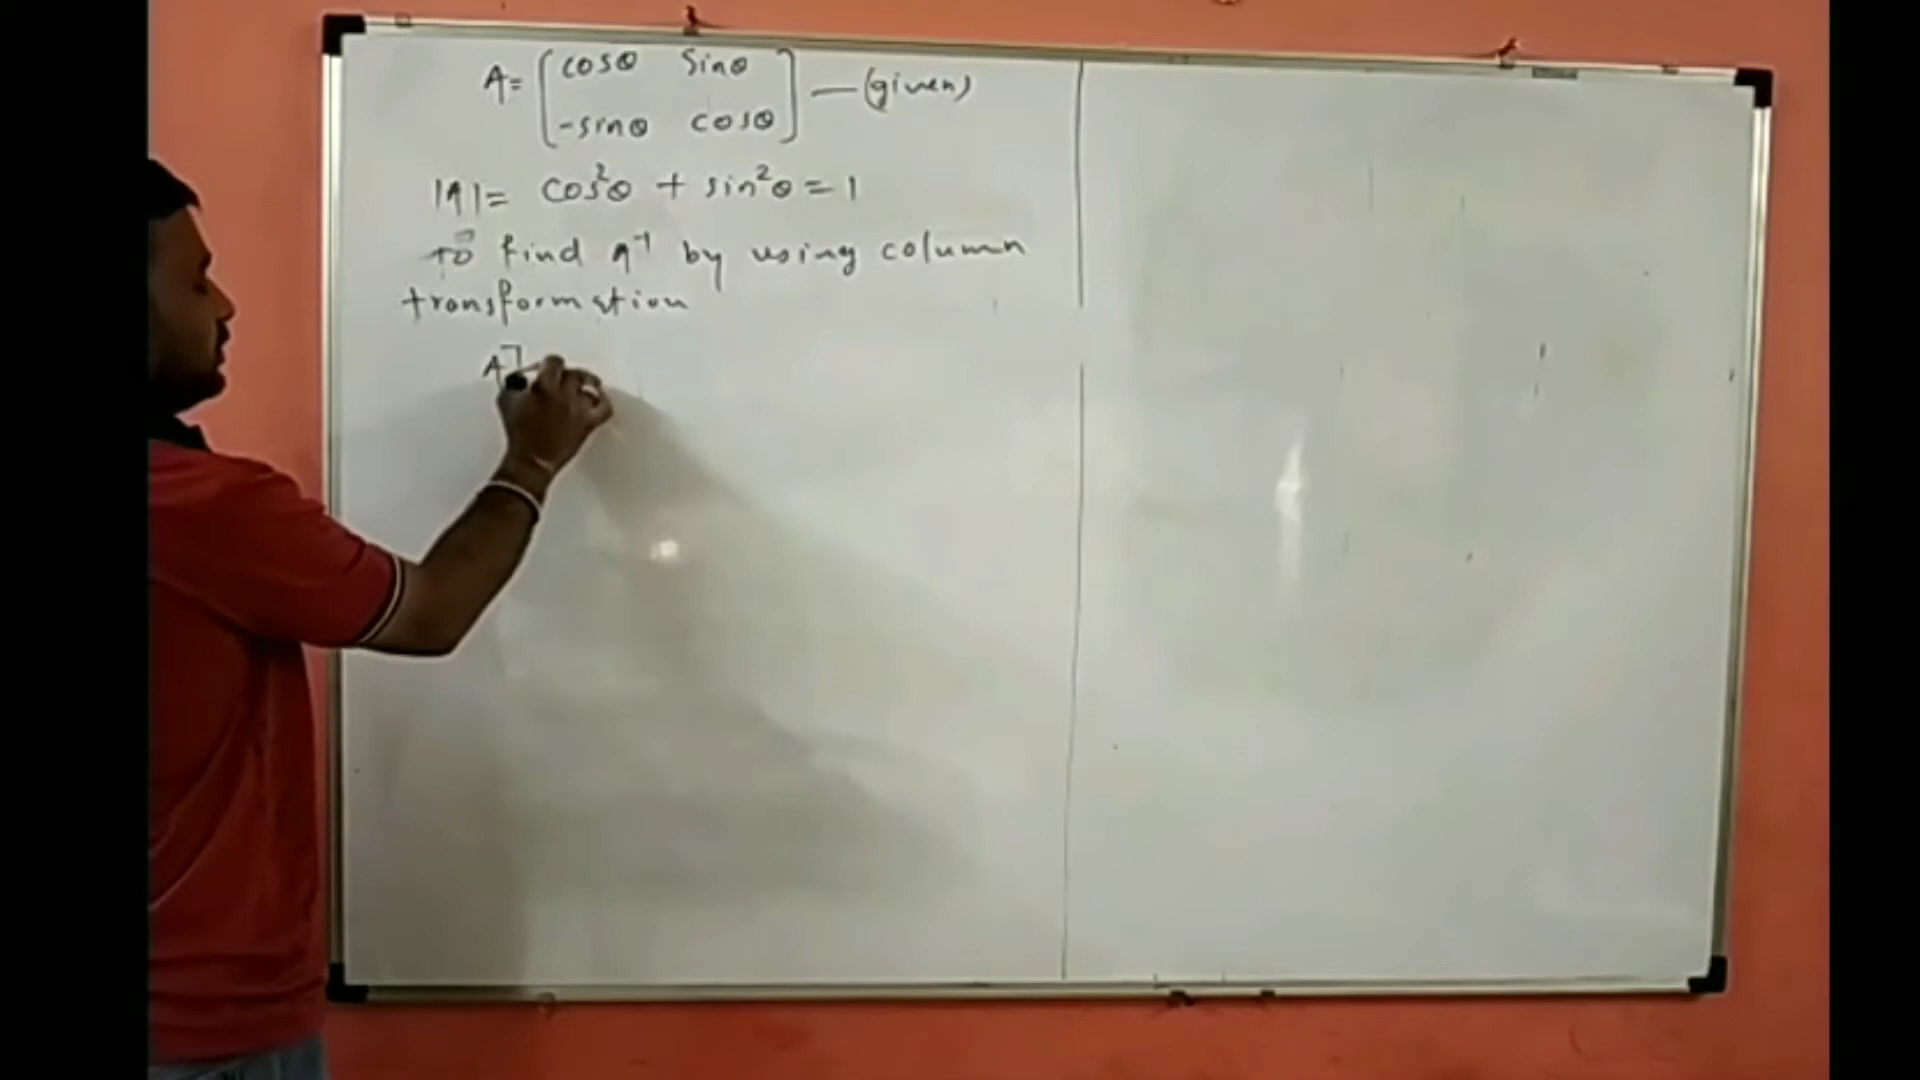 A = [cosθ sinθ
-sinθ cosθ] — (given)
|A| = cos²θ + sin²θ = 1
To find A⁻¹ by using column
transformation
A